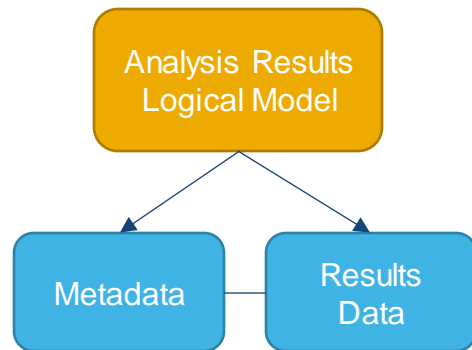 Analysis Results
Logical Model
Metadata
Results
Data